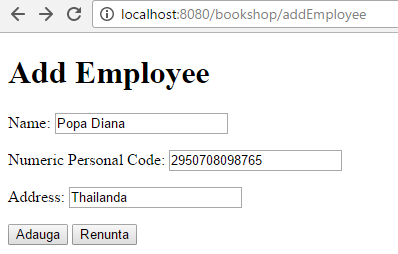 localhost:8080/bookshop/addEmployee
Add Employee
Name: Popa Diana
Numeric Personal Code: 2950708098765
Address: Thailanda
Adauga Renunta